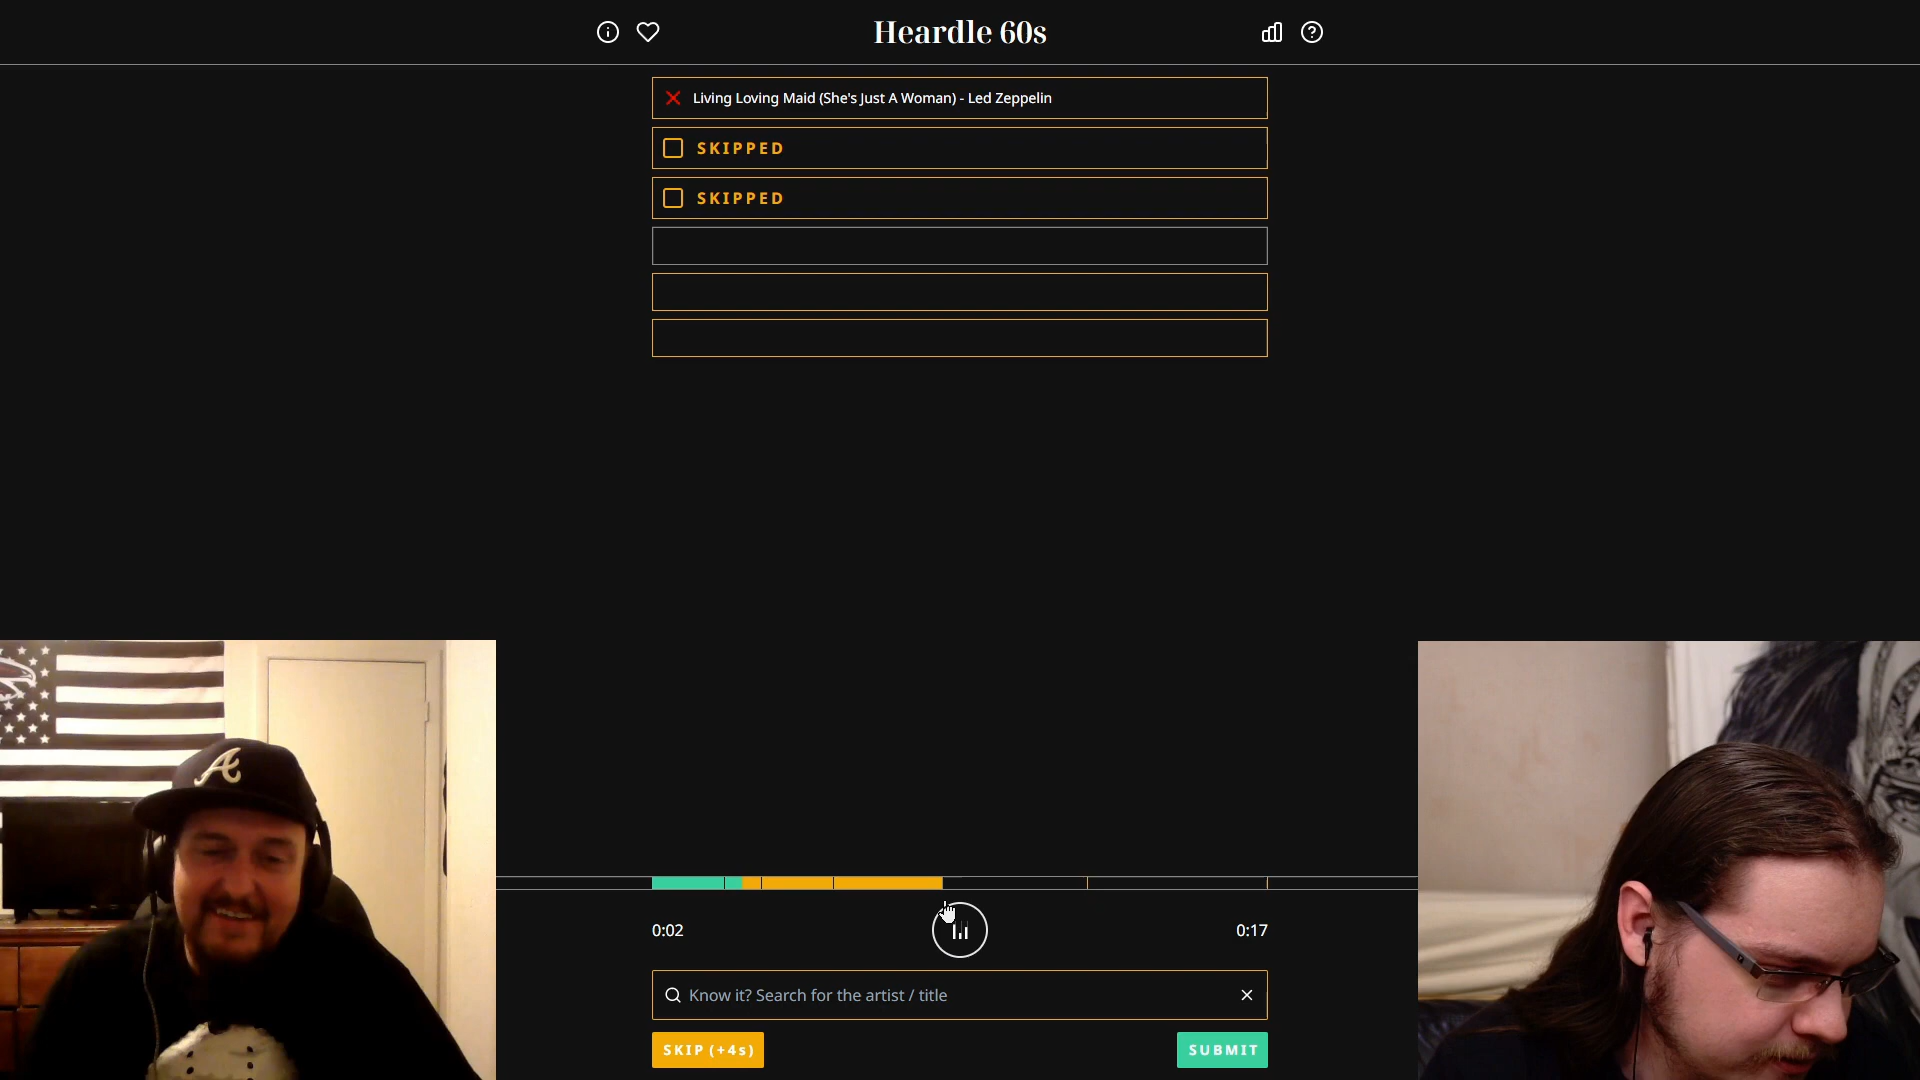 Heardle 60s
Living Loving Maid (She's Just A Woman) - Led Zeppelin
SKIPPED
SKIPPED
A
0:02
0:17
Know it? Search for the artist / title
SKIP (+4s)
SUBMIT